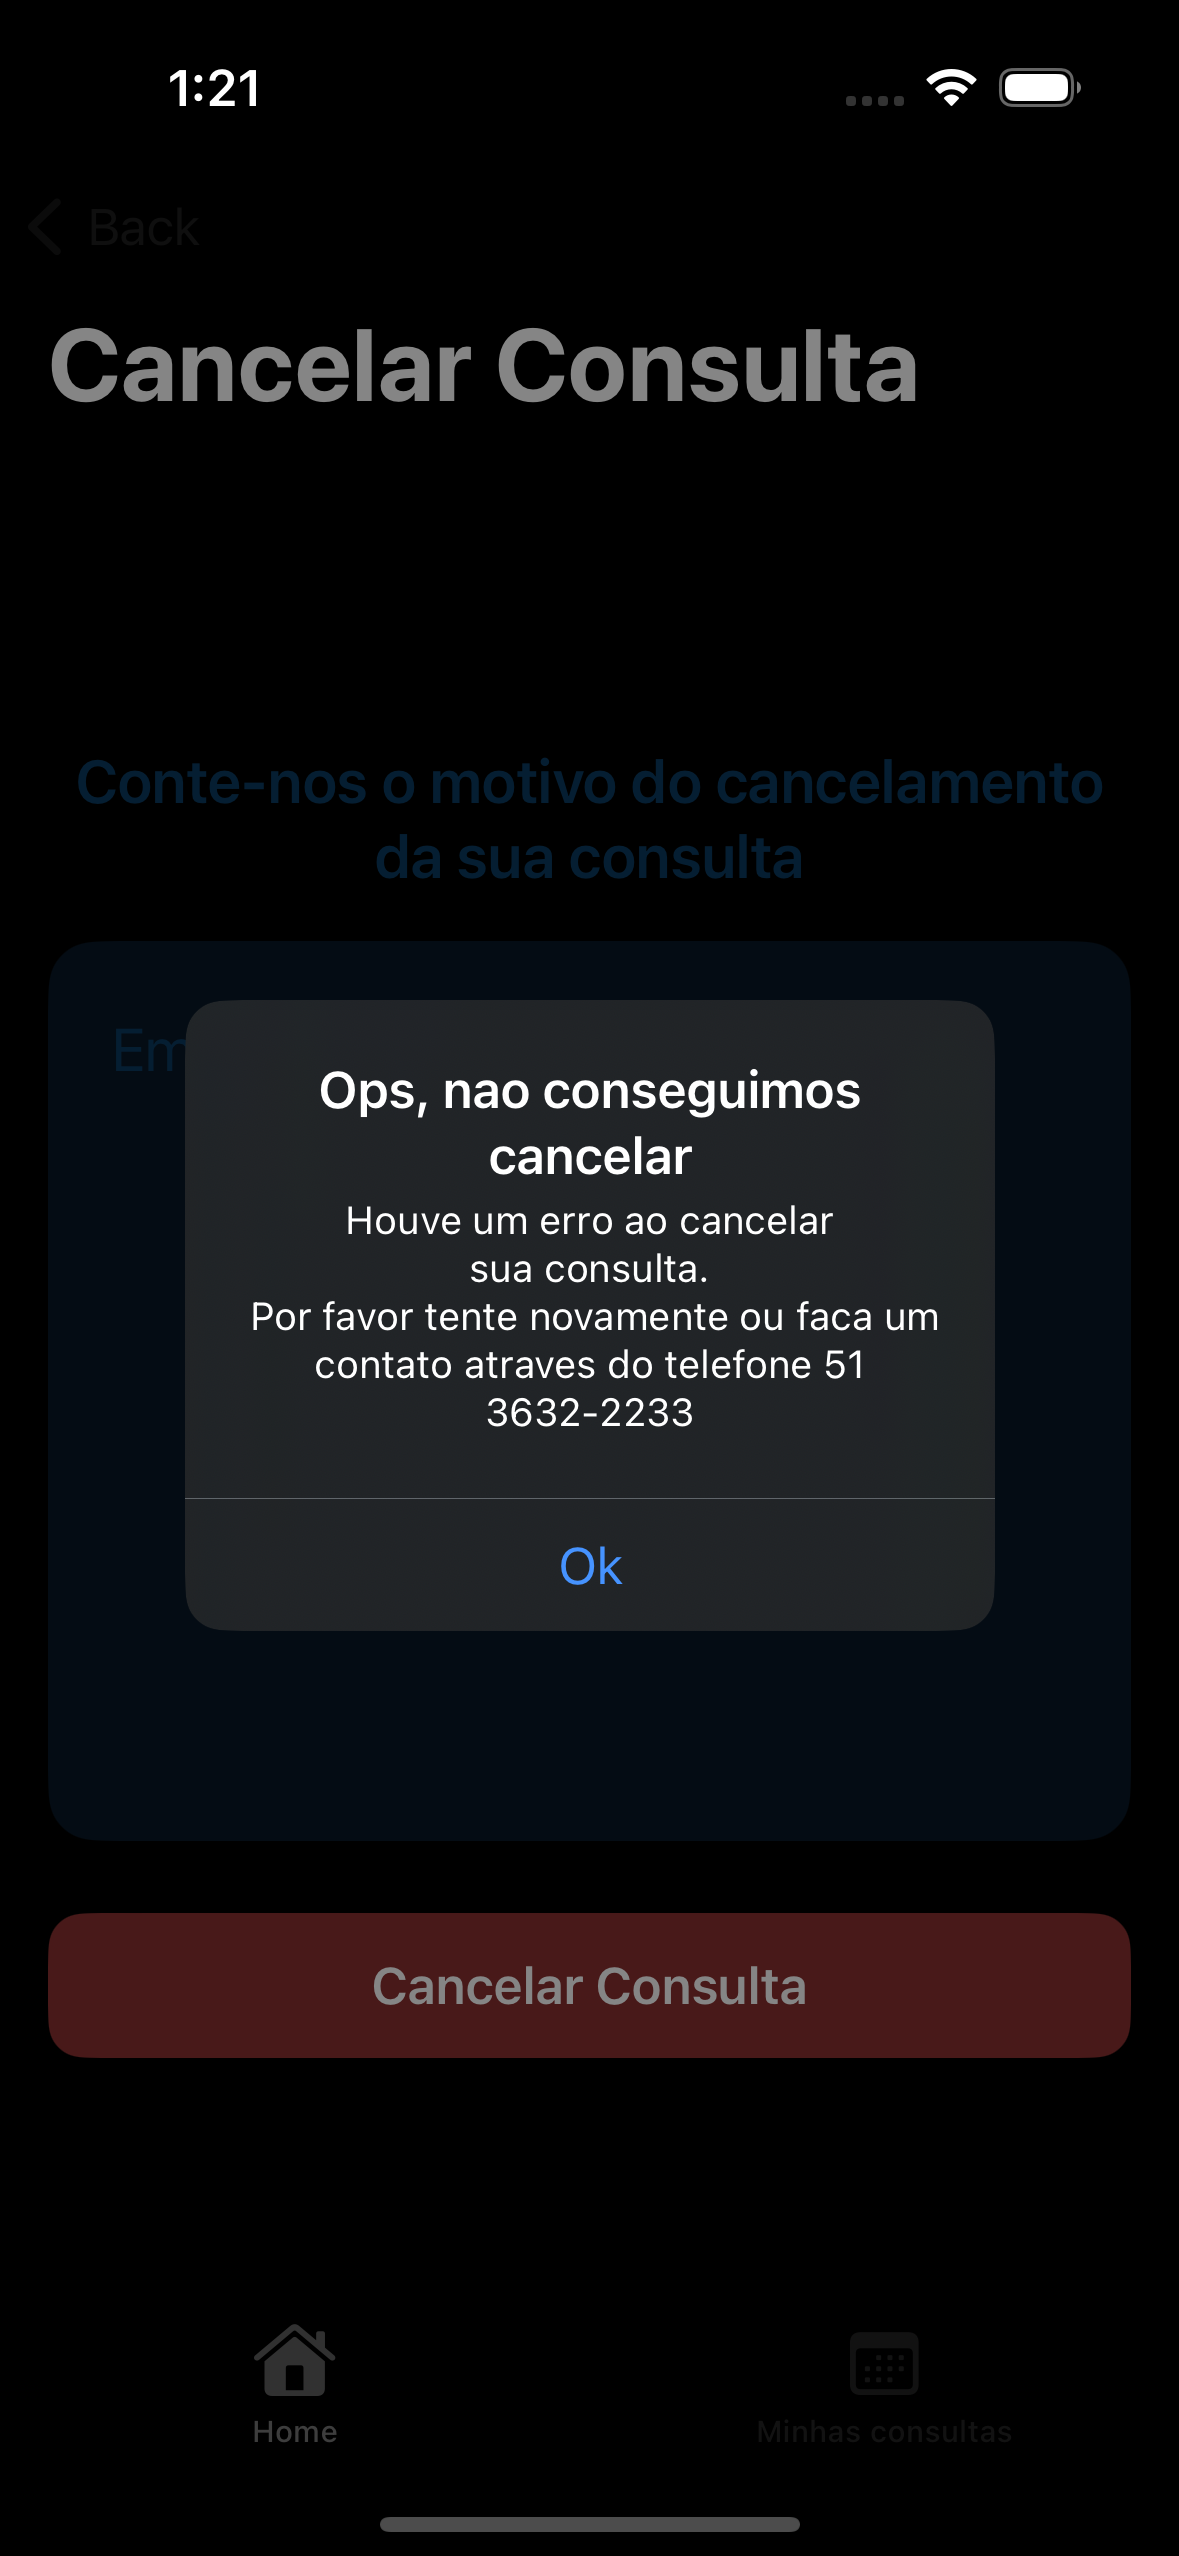 1:21
Back
Cancelar Consulta
Conte-nos o motivo do cancelamento
da sua consulta
Ops, nao conseguimos
cancelar
Houve um erro ao cancelar
sua consulta.
Por favor tente novamente ou faca um
contato atraves do telefone 51
3632-2233
Ok
Cancelar Consulta
Home
Minhas consultas